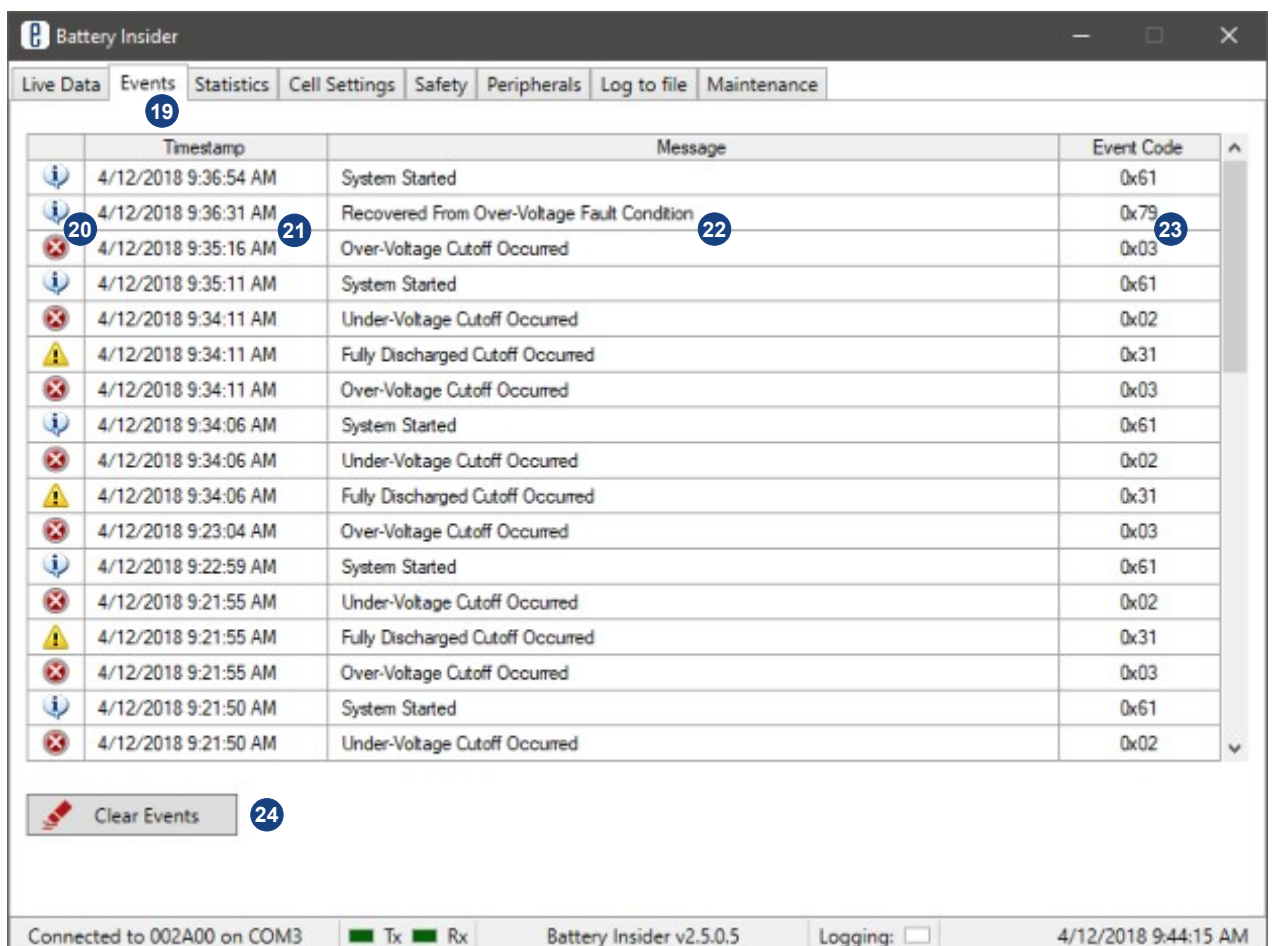 Battery Insider
Live Data Events Statistics Cell Settings Safety Peripherals Log to file Maintenance
19
Timestamp Message Event Code
4/12/2018 9:36:54 AM System Started 0x61
4/12/2018 9:36:31 AM Recovered From Over-Voltage Fault Condition 0x79
20 21 22 23
4/12/2018 9:35:16 AM Over-Voltage Cutoff Occurred 0x03
4/12/2018 9:35:11 AM System Started 0x61
4/12/2018 9:34:11 AM Under-Voltage Cutoff Occurred 0x02
4/12/2018 9:34:11 AM Fully Discharged Cutoff Occurred 0x31
4/12/2018 9:34:11 AM Over-Voltage Cutoff Occurred 0x03
4/12/2018 9:34:06 AM System Started 0x61
4/12/2018 9:34:06 AM Under-Voltage Cutoff Occurred 0x02
4/12/2018 9:34:06 AM Fully Discharged Cutoff Occurred 0x31
4/12/2018 9:23:04 AM Over-Voltage Cutoff Occurred 0x03
4/12/2018 9:22:59 AM System Started 0x61
4/12/2018 9:21:55 AM Under-Voltage Cutoff Occurred 0x02
4/12/2018 9:21:55 AM Fully Discharged Cutoff Occurred 0x31
4/12/2018 9:21:55 AM Over-Voltage Cutoff Occurred 0x03
4/12/2018 9:21:50 AM System Started 0x61
4/12/2018 9:21:50 AM Under-Voltage Cutoff Occurred 0x02
Clear Events 24
Connected to 002A00 on COM3 Tx Rx Battery Insider v2.5.0.5 Logging: 4/12/2018 9:44:15 AM